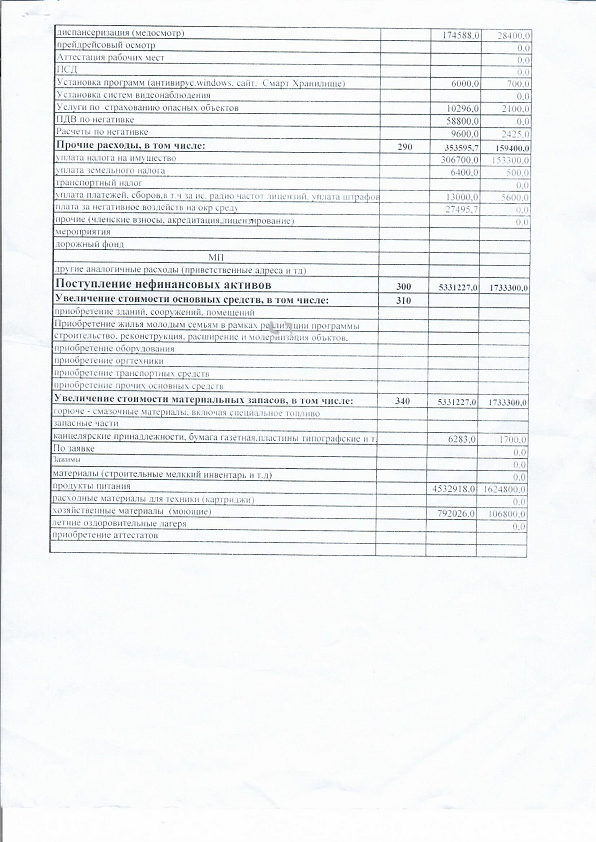 диспансеризация (медосмотр) 174588,0 28400,0
прейдрейсовый осмотр 0,0
Аттестация рабочих мест 0,0
ПСД 0,0
Установка программ (антивирус,windows, сайт, Смарт Хранилище) 6000,0 700,0
Установка систем видеонаблюдения 0,0
Услуги по страхованию опасных объектов 10296,0 2100,0
ПДВ по негативке 58800,0 0,0
Расчеты по негативке 9600,0 2425,0
Прочие расходы, в том числе: 290 353595,7 159400,0
уплата налога на имущество 306700,0 153300,0
уплата земельного налога 6400,0 500,0
транспортный налог 0,0
уплата платежей, сборов,в т.ч за ис. радио частот лицензий, уплата штрафов 13000,0 5600,0
плата за негативное воздейств на окр среду 27495,7 0,0
прочие (членские взносы, акредитация,лицензирование) 0,0
мероприятия
дорожный фонд
МП
другие аналогичные расходы (приветственные адреса и тд)
Поступление нефинансовых активов 300 5331227,0 1733300,0
Увеличение стоимости основных средств, в том числе: 310
приобретение зданий, сооружений, помещений
Приобретение жилья молодым семьям в рамках реализации программы
строительство, реконструкция, расширение и модернизация объктов,
приобретение оборудования
приобретение оргтехники
приобретение транспортных средств
приобретение прочих основных средств
Увеличение стоимости материальных запасов, в том числе: 340 5331227,0 1733300,0
горюче - смазочные материалы, включая специальное топливо
запасные части
канцелярские принадлежности, бумага газетная,пластины типографские и т. 6283,0 1700,0
По заявке 0,0
Зажимы 0,0
материалы (строительные мелккий инвентарь и т.д) 0,0
продукты питания 4532918,0 1624800,0
расходные материалы для техники (картриджи) 0,0
хозяйственные материалы (моющие) 792026,0 106800,0
летние оздоровительные лагеря 0,0
приобретение аттестатов